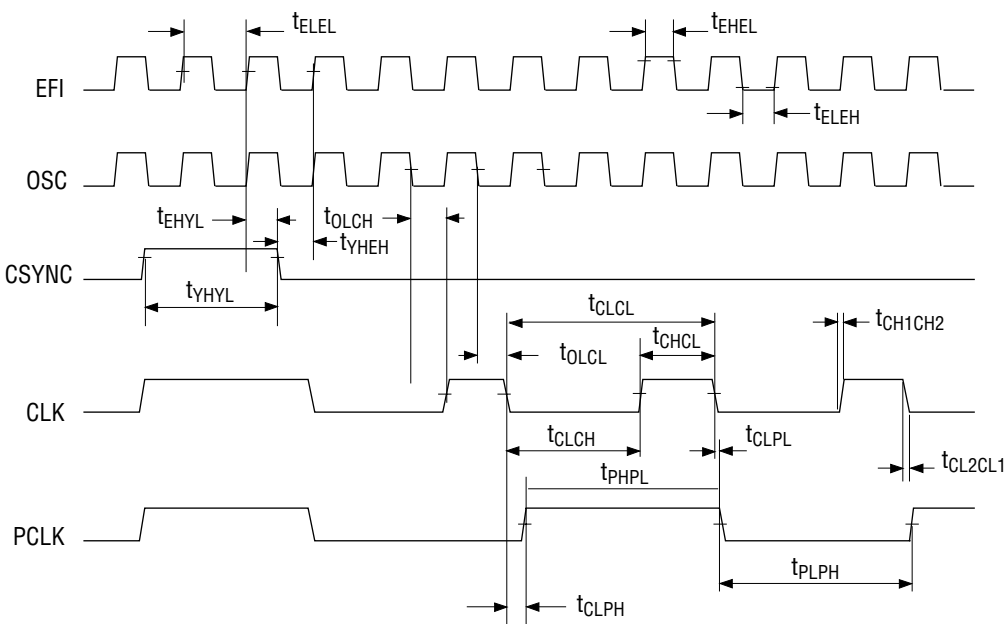 tELEL
tEHEL
EFI
tELEH
OSC
tEHYL
tOLCH
tYHEH
CSYNC
tYHYL
tCLCL
tCH1CH2
tCHCL
tOLCL
CLK
tCLCH
tCLPL
tCL2CL1
tPHPL
PCLK
tPLPH
tCLPH